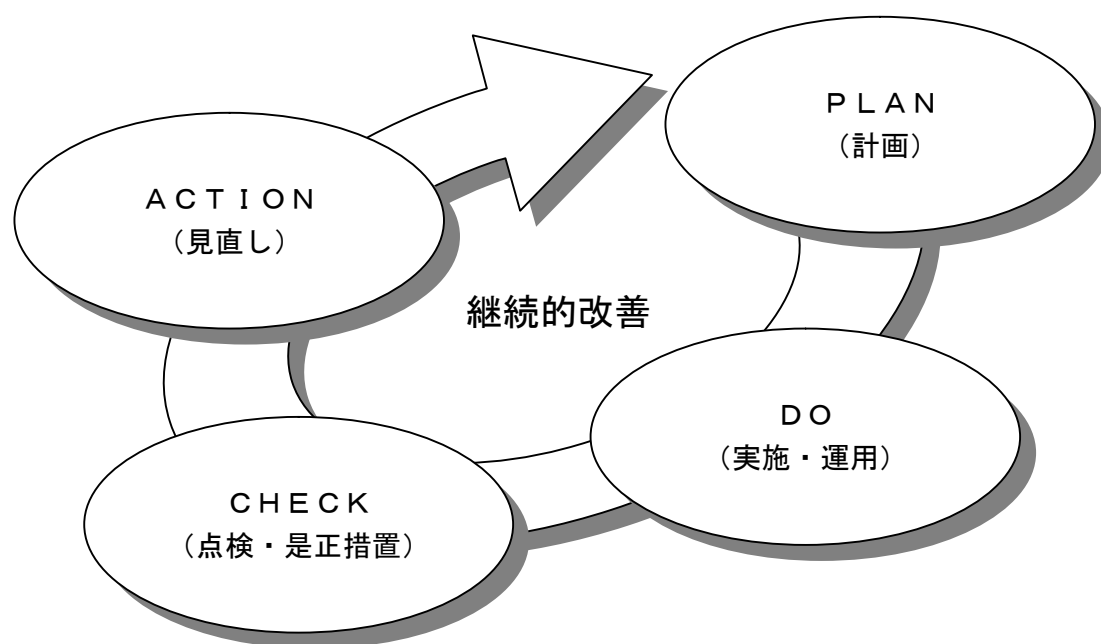 ＰＬＡＮ
（計画）
ＡＣＴＩＯＮ
（見直し）
継続的改善
ＤＯ
（実施・運用）
ＣＨＥＣＫ
（点検・是正措置）